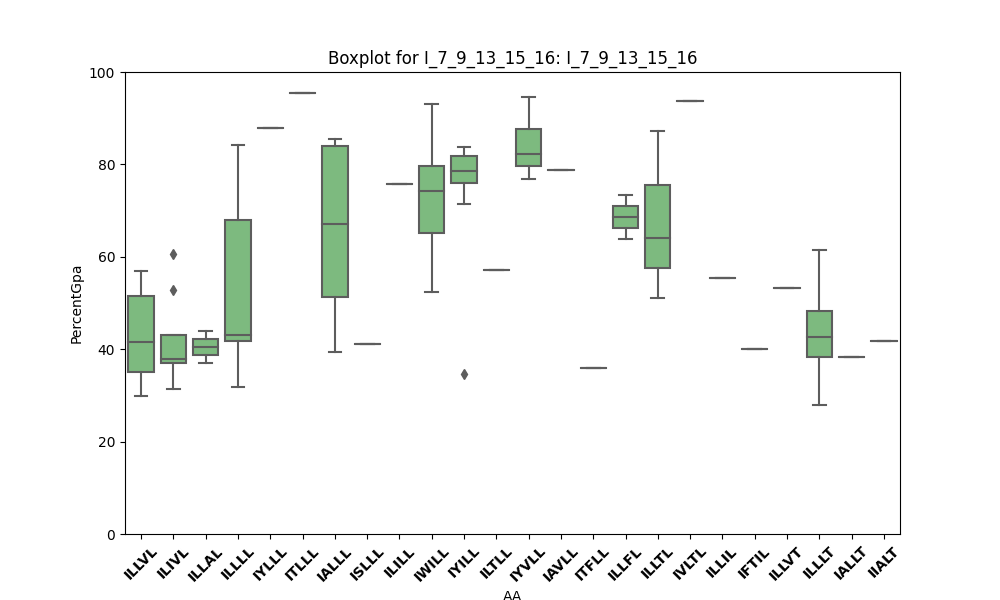 Boxplot for I_7_9_13_15_16: I_7_9_13_15_16
100
80
60
40
20
0
PercentGpa
ILLVL ILIVL ILLAL ILLLL IYLLL ITLLL IALLL ISLLL ILILL IWILL IYILL ILTLL IYVLL IAVLL ITFLL ILLFL ILLTL IVLTL ILLIL IFTIL ILLVT ILLLT IALLT IIALT
AA